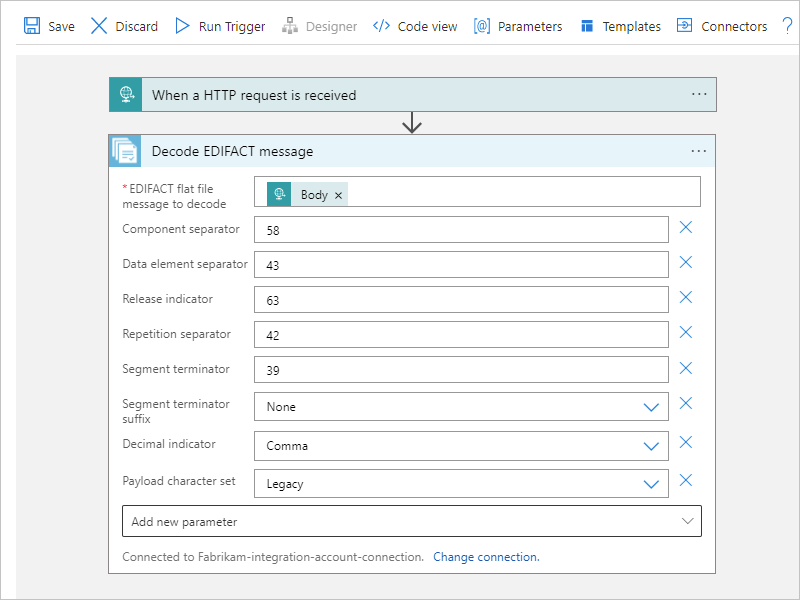 Save Discard Run Trigger Designer Code view Parameters Templates Connectors ?
When a HTTP request is received ...
Decode EDIFACT message ...
*EDIFACT flat file message to decode Body ×
Component separator 58
Data element separator 43
Release indicator 63
Repetition separator 42
Segment terminator 39
Segment terminator suffix None
Decimal indicator Comma
Payload character set Legacy
Add new parameter
Connected to Fabrikam-integration-account-connection. Change connection.